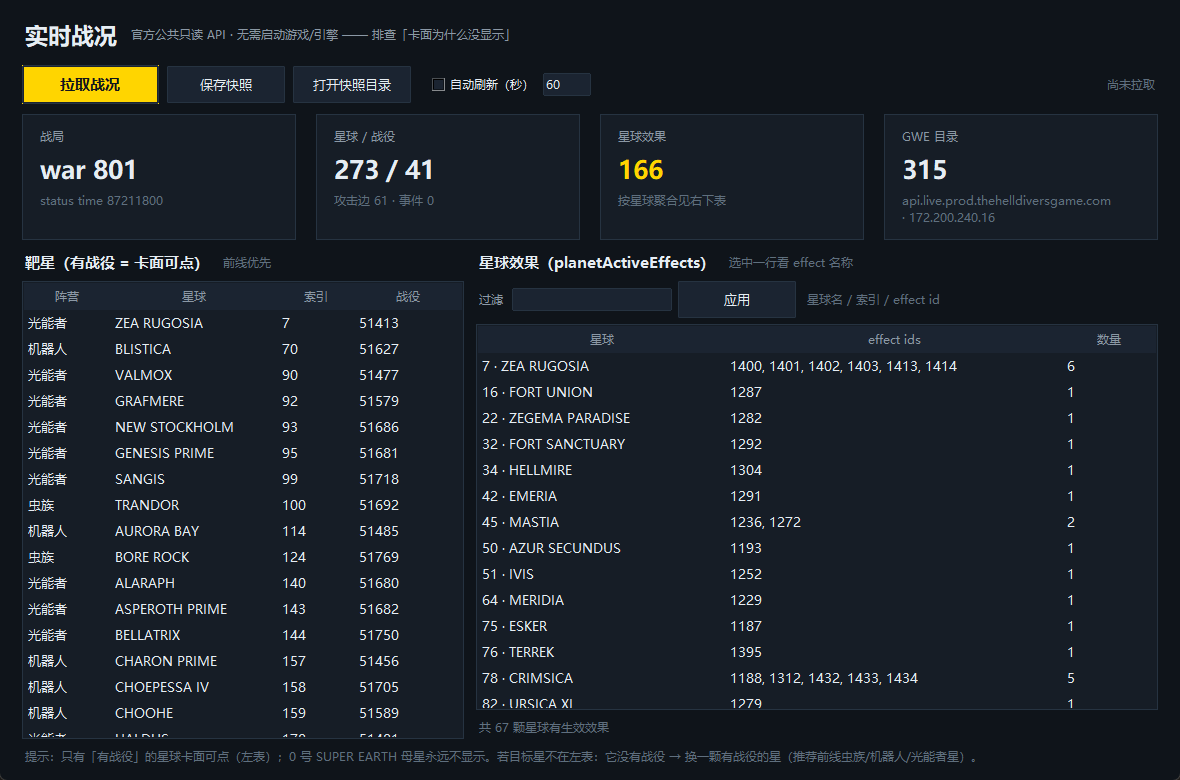 实时战况 官方公共只读 API · 无需启动游戏/引擎 —— 排查「卡面为什么没显示」
拉取战况 保存快照 打开快照目录 自动刷新（秒） 60 尚未拉取
战局
war 801
status time 87211800
星球 / 战役
273 / 41
攻击边 61 · 事件 0
星球效果
166
按星球聚合见右下表
GWE 目录
315
api.live.prod.thehelldiversgame.com
· 172.200.240.16
靶星（有战役 = 卡面可点） 前线优先
阵营 星球 索引 战役
光能者 ZEA RUGOSIA 7 51413
机器人 BLISTICA 70 51627
光能者 VALMOX 90 51477
光能者 GRAFMERE 92 51579
光能者 NEW STOCKHOLM 93 51686
光能者 GENESIS PRIME 95 51681
光能者 SANGIS 99 51718
虫族 TRANDOR 100 51692
机器人 AURORA BAY 114 51485
虫族 BORE ROCK 124 51769
光能者 ALARAPH 140 51680
光能者 ASPEROTH PRIME 143 51682
光能者 BELLATRIX 144 51750
机器人 CHARON PRIME 157 51456
机器人 CHOEPESSA IV 158 51705
机器人 CHOOHE 159 51589
星球效果（planetActiveEffects） 选中一行看 effect 名称
过滤 应用 星球名 / 索引 / effect id
星球 effect ids 数量
7 · ZEA RUGOSIA 1400, 1401, 1402, 1403, 1413, 1414 6
16 · FORT UNION 1287 1
22 · ZEGEMA PARADISE 1282 1
32 · FORT SANCTUARY 1292 1
34 · HELLMIRE 1304 1
42 · EMERIA 1291 1
45 · MASTIA 1236, 1272 2
50 · AZUR SECUNDUS 1193 1
51 · IVIS 1252 1
64 · MERIDIA 1229 1
75 · ESKER 1187 1
76 · TERREK 1395 1
78 · CRIMSICA 1188, 1312, 1432, 1433, 1434 5
82 · URSICA XI 1279 1
共 67 颗星球有生效效果
提示：只有「有战役」的星球卡面可点（左表）；0 号 SUPER EARTH 母星永远不显示。若目标星不在左表：它没有战役 → 换一颗有战役的星（推荐前线虫族/机器人/光能者星）。